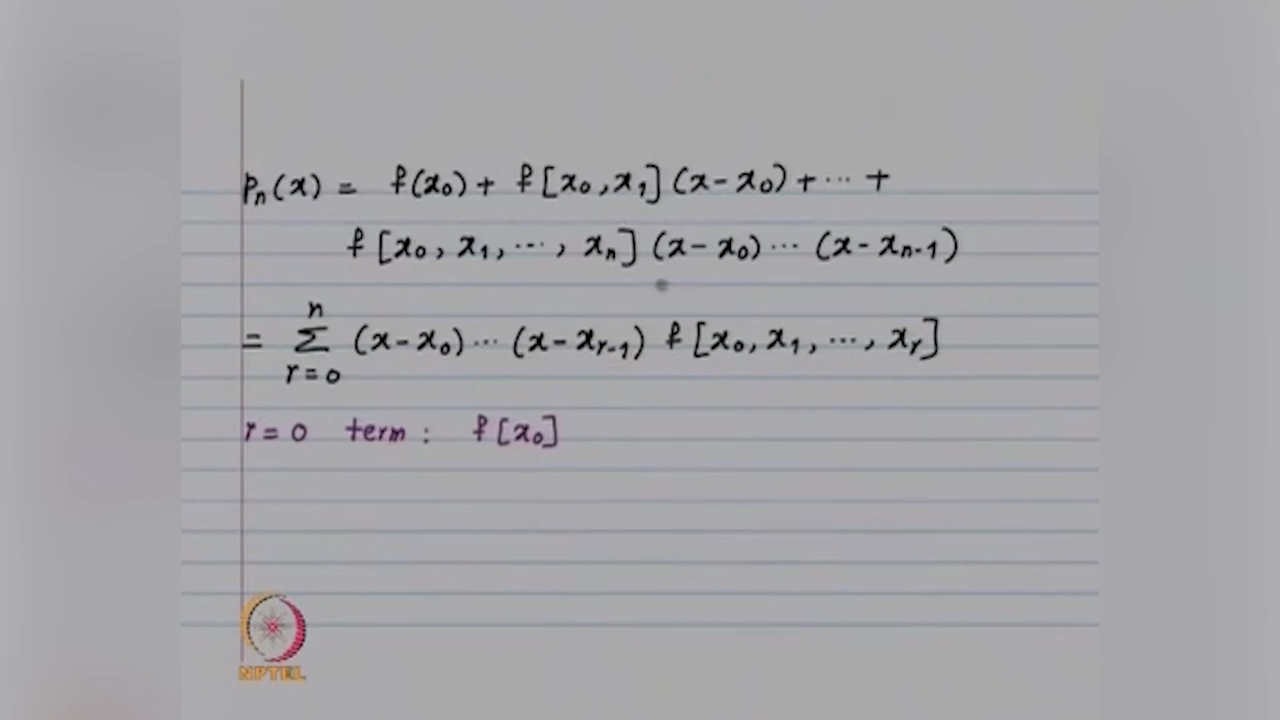 pₙ(x) = f(x₀) + f[x₀, x₁](x - x₀) + ⋯ +
f[x₀, x₁, ⋯, xₙ](x - x₀) ⋯ (x - xₙ₋₁)
= ∑ₙ r=0 (x - x₀) ⋯ (x - xᵣ₋₁) f[x₀, x₁, ⋯, xᵣ]
r = 0 term : f[x₀]
NPTEL